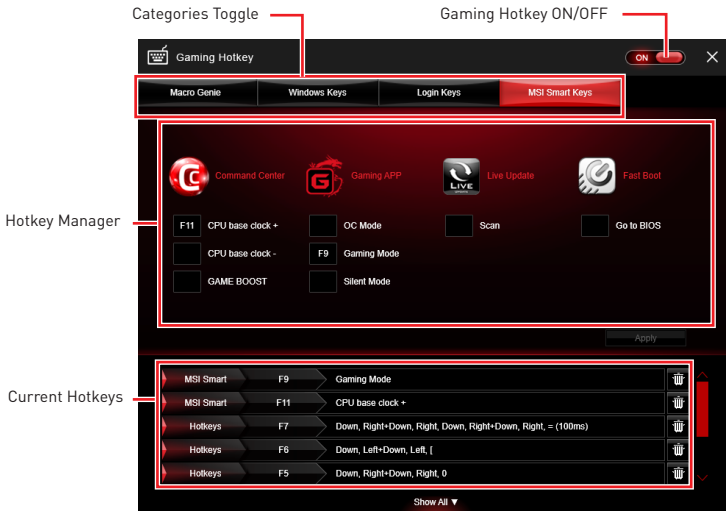 Categories Toggle
Gaming Hotkey ON/OFF
Gaming Hotkey
ON
Macro Genie
Windows Keys
Login Keys
MSI Smart Keys
Command Center
Gaming APP
LIVE
Live Update
Fast Boot
Hotkey Manager
F11 CPU base clock +
OC Mode
Scan
Go to BIOS
CPU base clock -
F9 Gaming Mode
GAME BOOST
Silent Mode
Apply
Current Hotkeys
MSI Smart F9 Gaming Mode
MSI Smart F11 CPU base clock +
Hotkeys F7 Down, Right+Down, Right, Down, Right+Down, Right, = (100ms)
Hotkeys F6 Down, Left+Down, Left, [
Hotkeys F5 Down, Right+Down, Right, 0
Show All ▼